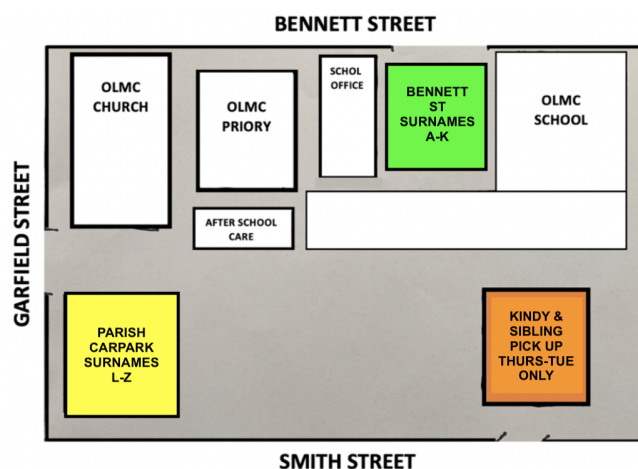 BENNETT STREET
OLMC
CHURCH
OLMC
PRIORY
SCHOL
OFFICE
BENNETT
ST
SURNAMES
A-K
OLMC
SCHOOL
GARFIELD STREET
AFTER SCHOOL
CARE
PARISH
CARPARK
SURNAMES
L-Z
KINDY &
SIBLING
PICK UP
THURS-TUE
ONLY
SMITH STREET